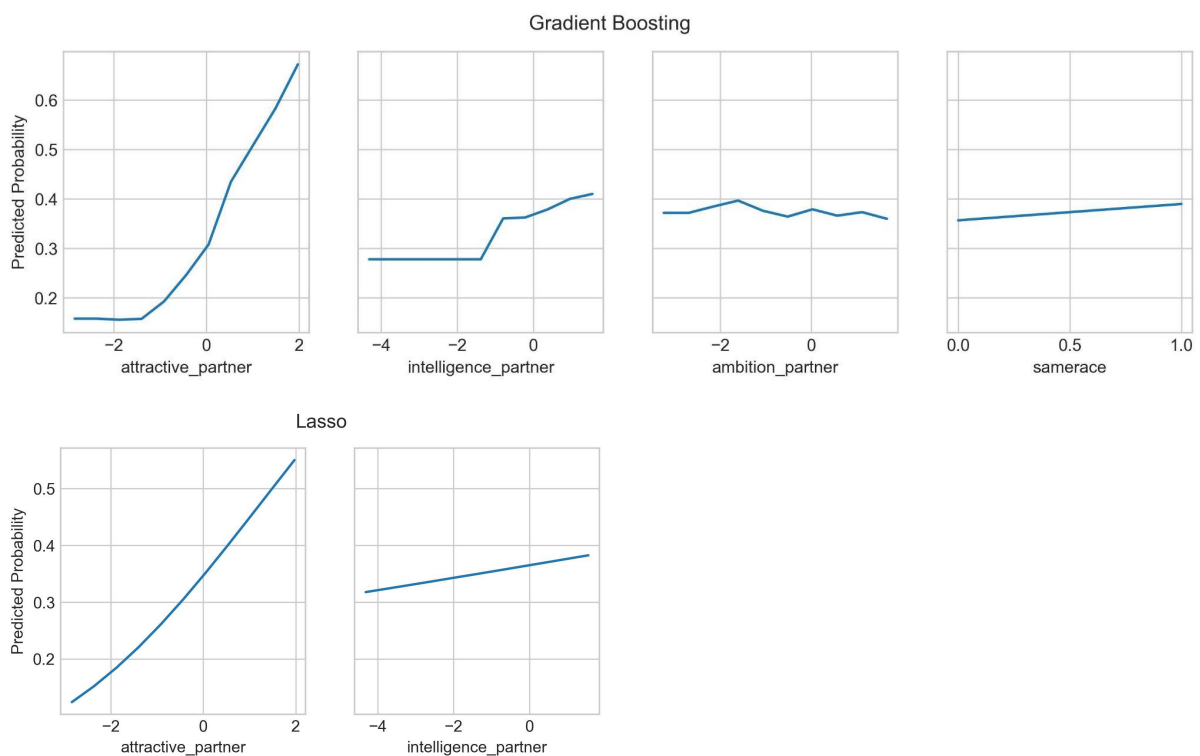 Gradient Boosting
Predicted Probability
0.6
0.5
0.4
0.3
0.2
−2 0 2
attractive_partner
−4 −2 0
intelligence_partner
−2 0
ambition_partner
0.0 0.5 1.0
samerace
Lasso
Predicted Probability
0.5
0.4
0.3
0.2
−2 0 2
attractive_partner
−4 −2 0
intelligence_partner